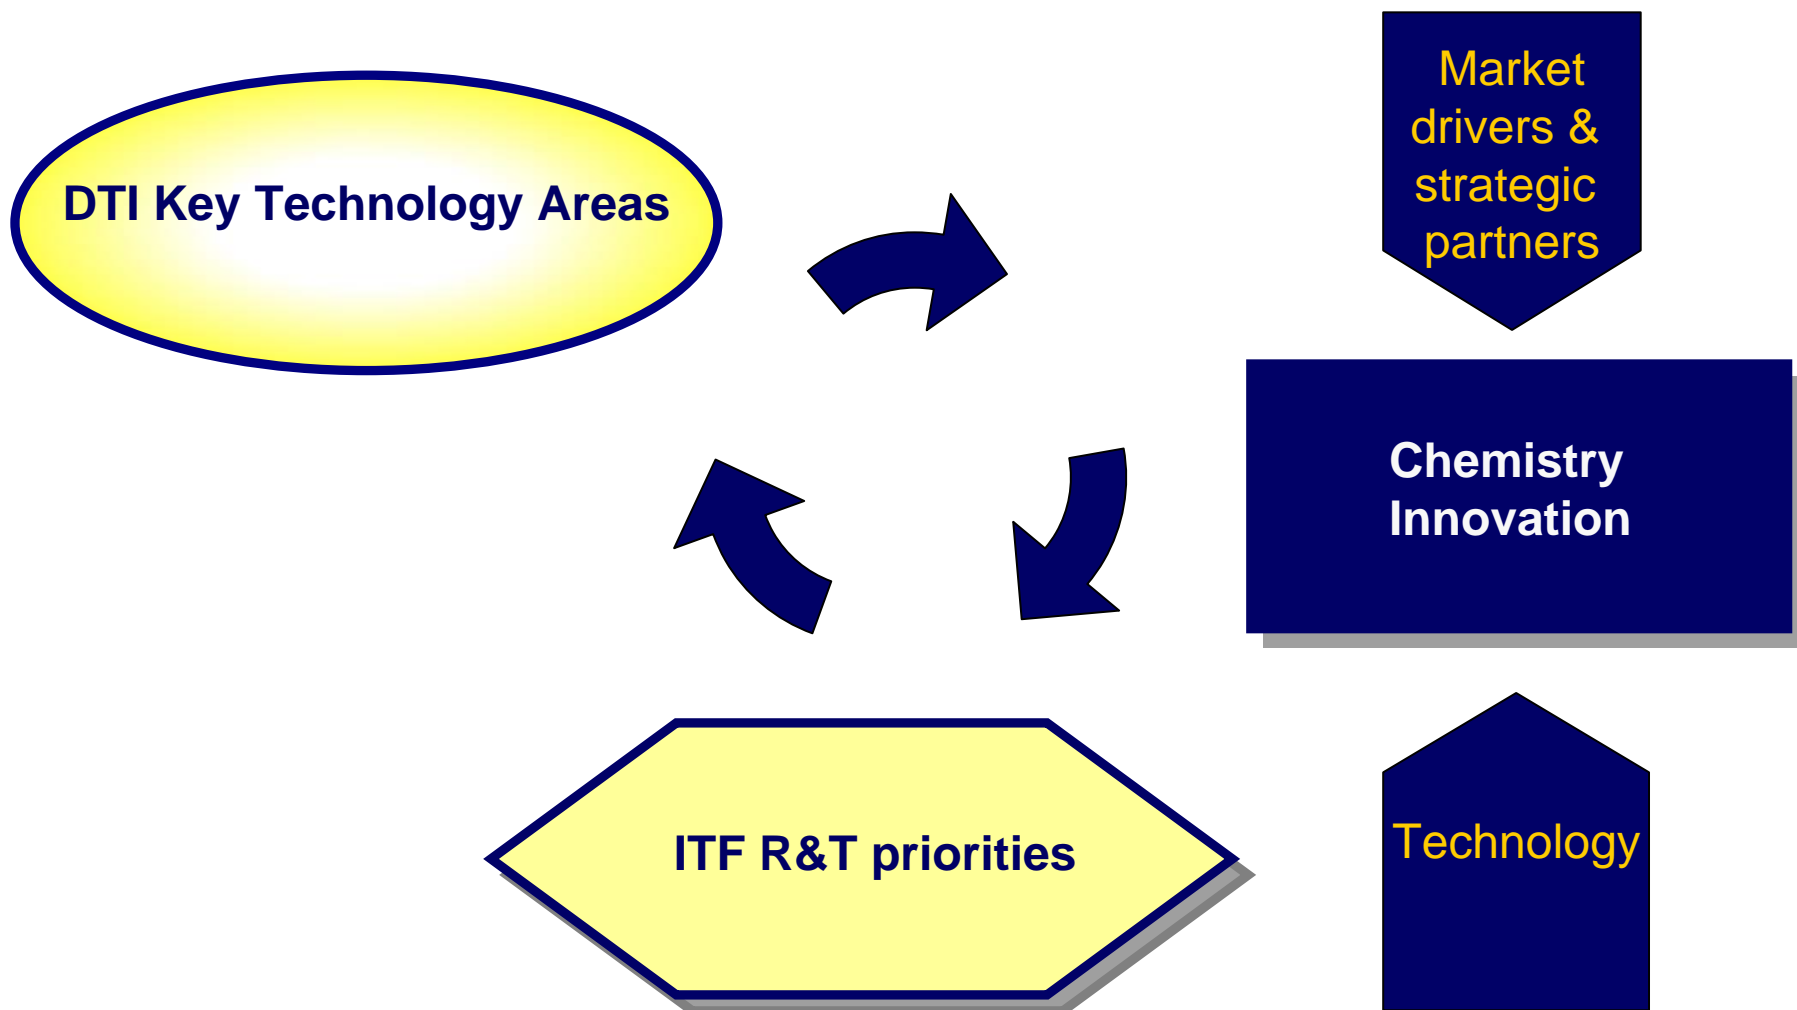 DTI Key Technology Areas
Market
drivers &
strategic
partners
Chemistry
Innovation
ITF R&T priorities
Technology